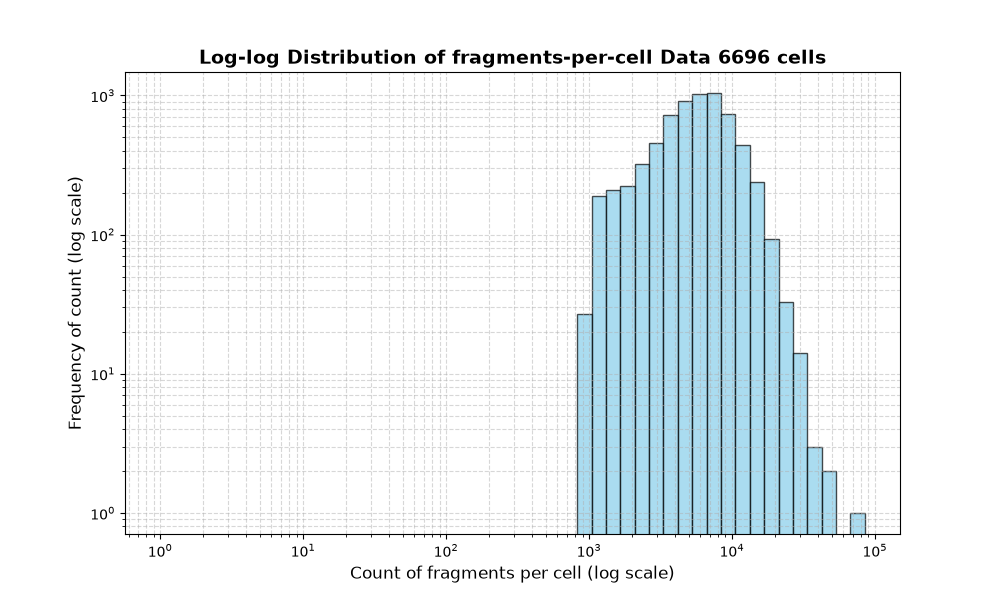 Log-log Distribution of fragments-per-cell Data 6696 cells
Frequency of count (log scale)
10³
10²
10¹
10⁰
10⁰ 10¹ 10² 10³ 10⁴ 10⁵
Count of fragments per cell (log scale)